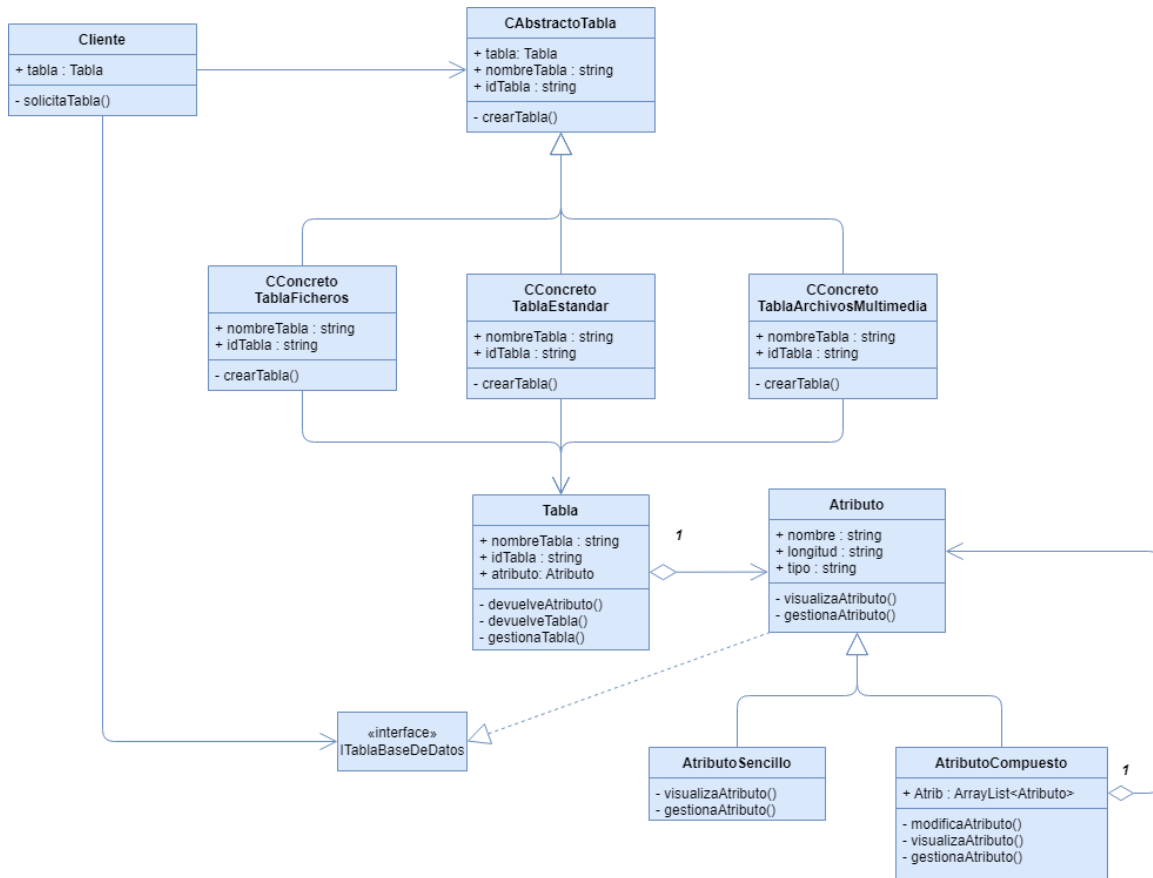 Cliente
+ tabla : Tabla
- solicitaTabla()
CAbstractoTabla
+ tabla: Tabla
+ nombreTabla : string
+ idTabla : string
- crearTabla()
CConcreto
TablaFicheros
+ nombreTabla : string
+ idTabla : string
- crearTabla()
CConcreto
TablaEstandar
+ nombreTabla : string
+ idTabla : string
- crearTabla()
CConcreto
TablaArchivosMultimedia
+ nombreTabla : string
+ idTabla : string
- crearTabla()
Tabla
+ nombreTabla : string
+ idTabla : string
+ atributo: Atributo
- devuelveAtributo()
- devuelveTabla()
- gestionaTabla()
1
Atributo
+ nombre : string
+ longitud : string
+ tipo : string
- visualizaAtributo()
- gestionaAtributo()
«interface»
ITablaBaseDeDatos
AtributoSencillo
- visualizaAtributo()
- gestionaAtributo()
AtributoCompuesto
+ Atrib : ArrayList<Atributo>
- modificaAtributo()
- visualizaAtributo()
- gestionaAtributo()
1